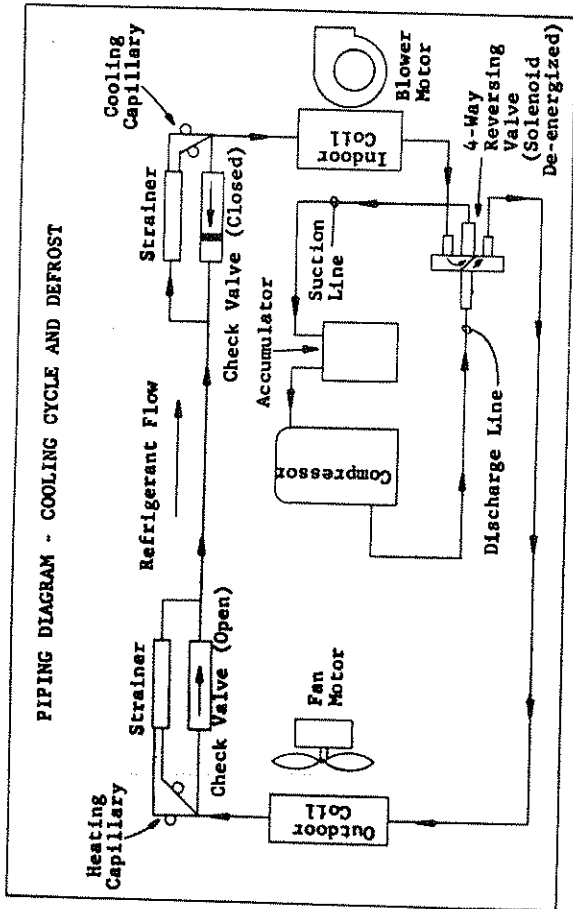 PIPING DIAGRAM - COOLING CYCLE AND DEFROST
Heating
Capillary
Strainer
Check Valve (Open)
Refrigerant Flow
Strainer
Check Valve (Closed)
Cooling
Capillary
Outdoor
Coil
Fan
Motor
Compressor
Accumulator
Suction
Line
Indoor
Coil
Blower
Motor
Discharge Line
4-Way
Reversing
Valve
(Solenoid
De-energized)